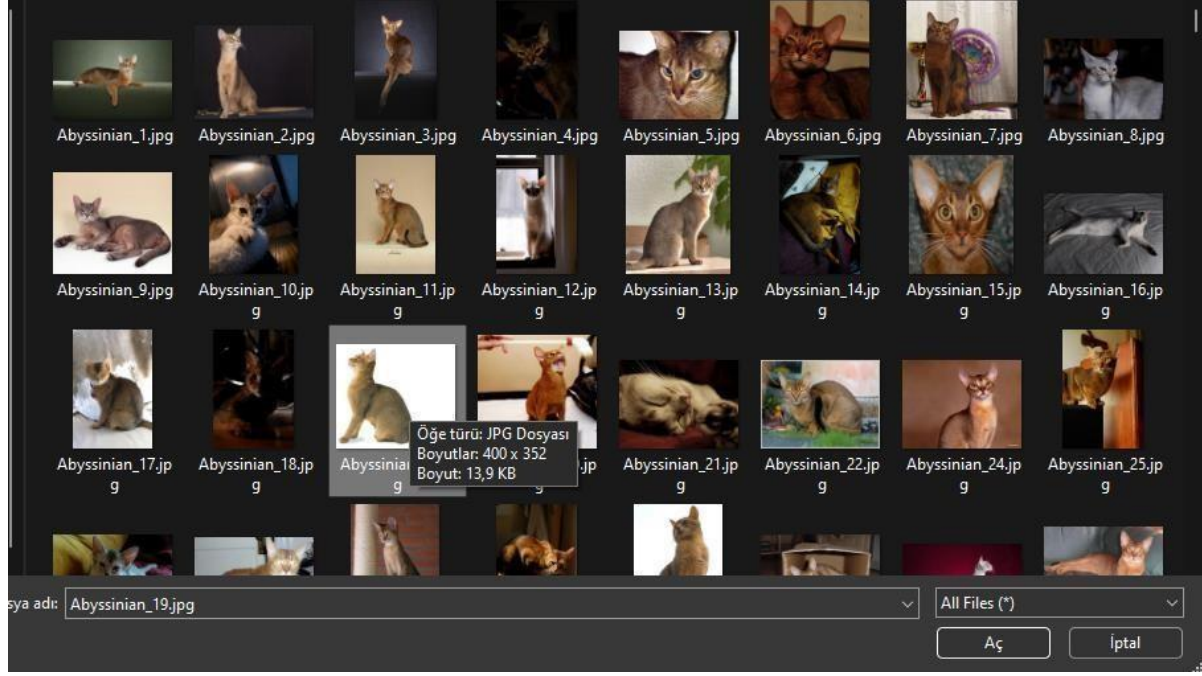 Abyssinian_1.jpg Abyssinian_2.jpg Abyssinian_3.jpg Abyssinian_4.jpg Abyssinian_5.jpg Abyssinian_6.jpg Abyssinian_7.jpg Abyssinian_8.jpg
Abyssinian_9.jpg Abyssinian_10.jp Abyssinian_11.jp Abyssinian_12.jp Abyssinian_13.jp Abyssinian_14.jp Abyssinian_15.jp Abyssinian_16.jp
g g g g g g g
Abyssinian_17.jp Abyssinian_18.jp Abyssinian .jp Abyssinian_21.jp Abyssinian_22.jp Abyssinian_24.jp Abyssinian_25.jp
g g g g g g g g
Öğe türü: JPG Dosyası
Boyutlar: 400 x 352
Boyut: 13,9 KB
sya adı: Abyssinian_19.jpg All Files (*)
Aç İptal